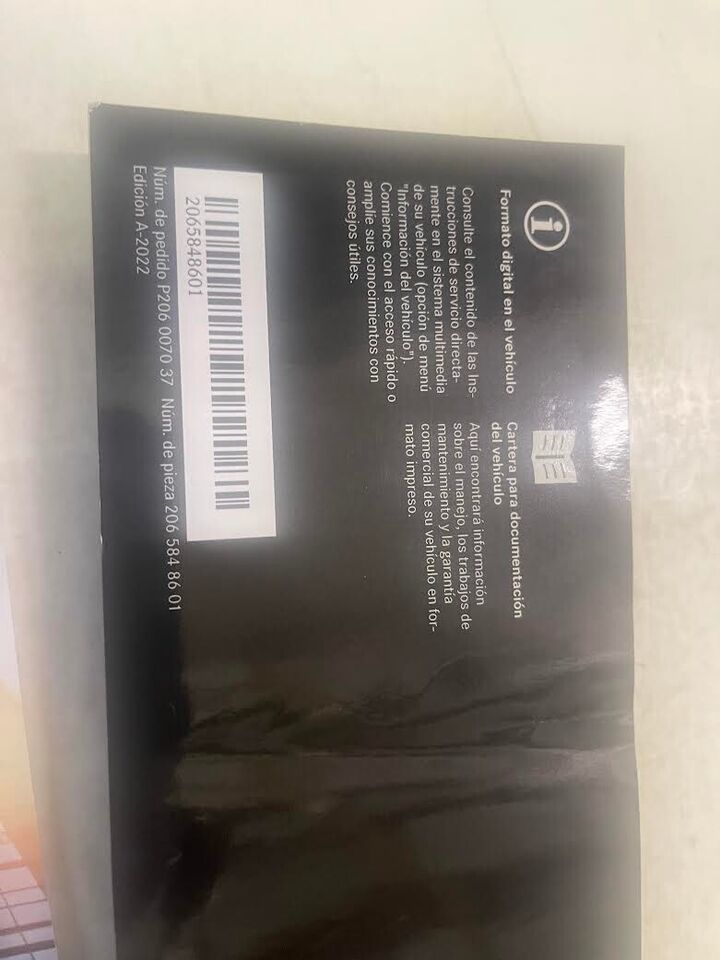 Formato digital en el vehículo
Consulte el contenido de las Ins-
trucciones de servicio directa-
mente en el sistema multimedia
de su vehículo (opción de menú
"Información del vehículo").
Comience con el acceso rápido o
amplíe sus conocimientos con
consejos útiles.
Cartera para documentación
del vehículo
Aquí encontrará información
sobre el manejo, los trabajos de
mantenimiento y la garantía
comercial de su vehículo en for-
mato impreso.
2065848601
Núm. de pedido P206 0070 37 Núm. de pieza 206 584 86 01
Edición A-2022